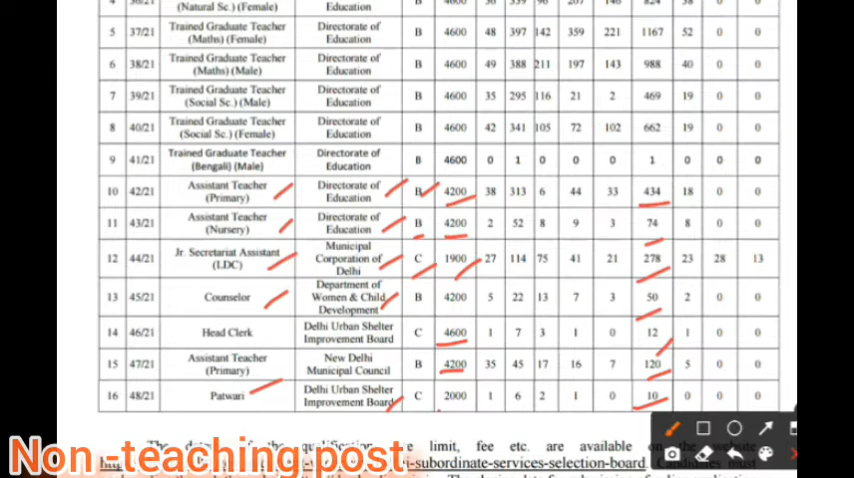 (Natural Sc.) (Female) Education
5 37/21 Trained Graduate Teacher (Maths) (Female) Directorate of Education B 4600 48 397 142 359 221 1167 52 0 0
6 38/21 Trained Graduate Teacher (Maths) (Male) Directorate of Education B 4600 49 388 211 197 143 988 40 0 0
7 39/21 Trained Graduate Teacher (Social Sc.) (Male) Directorate of Education B 4600 35 295 116 21 2 469 19 0 0
8 40/21 Trained Graduate Teacher (Social Sc.) (Female) Directorate of Education B 4600 42 341 105 72 102 662 19 0 0
9 41/21 Trained Graduate Teacher (Bengali) (Male) Directorate of Education B 4600 0 1 0 0 0 1 0 0 0
10 42/21 Assistant Teacher (Primary) Directorate of Education B 4200 38 313 6 44 33 434 18 0 0
11 43/21 Assistant Teacher (Nursery) Directorate of Education B 4200 2 52 8 9 3 74 8 0 0
12 44/21 Jr. Secretariat Assistant (LDC) Municipal Corporation of Delhi C 1900 27 114 75 41 21 278 23 28 13
13 45/21 Counselor Department of Women & Child Development B 4200 5 22 13 7 3 50 2 0 0
14 46/21 Head Clerk Delhi Urban Shelter Improvement Board C 4600 1 7 3 1 0 12 1 0 0
15 47/21 Assistant Teacher (Primary) New Delhi Municipal Council B 4200 35 45 17 16 7 120 5 0 0
16 48/21 Patwari Delhi Urban Shelter Improvement Board C 2000 1 6 2 1 0 10 0 0 0
The limit, fee etc. are available
Non -teaching post
-subordinate-services-selection-board.